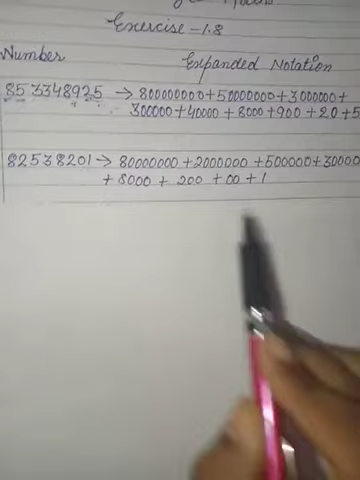 Exercise - 1.8
Number Expanded Notation
853348925 → 800000000+50000000+3000000+
300000+40000+8000+900+20+5
82538201 → 80000000+2000000+500000+30000
+8000+200+00+1